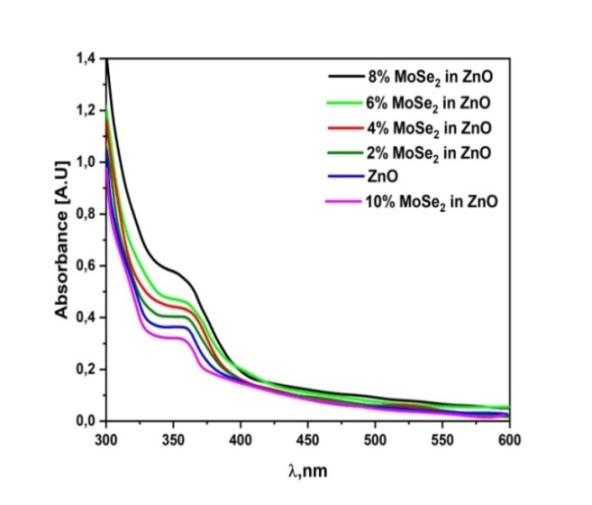 1,4
1,2
1,0
0,8
0,6
0,4
0,2
0,0
Absorbance [A.U]
8% MoSe₂ in ZnO
6% MoSe₂ in ZnO
4% MoSe₂ in ZnO
2% MoSe₂ in ZnO
ZnO
10% MoSe₂ in ZnO
300 350 400 450 500 550 600
λ,nm